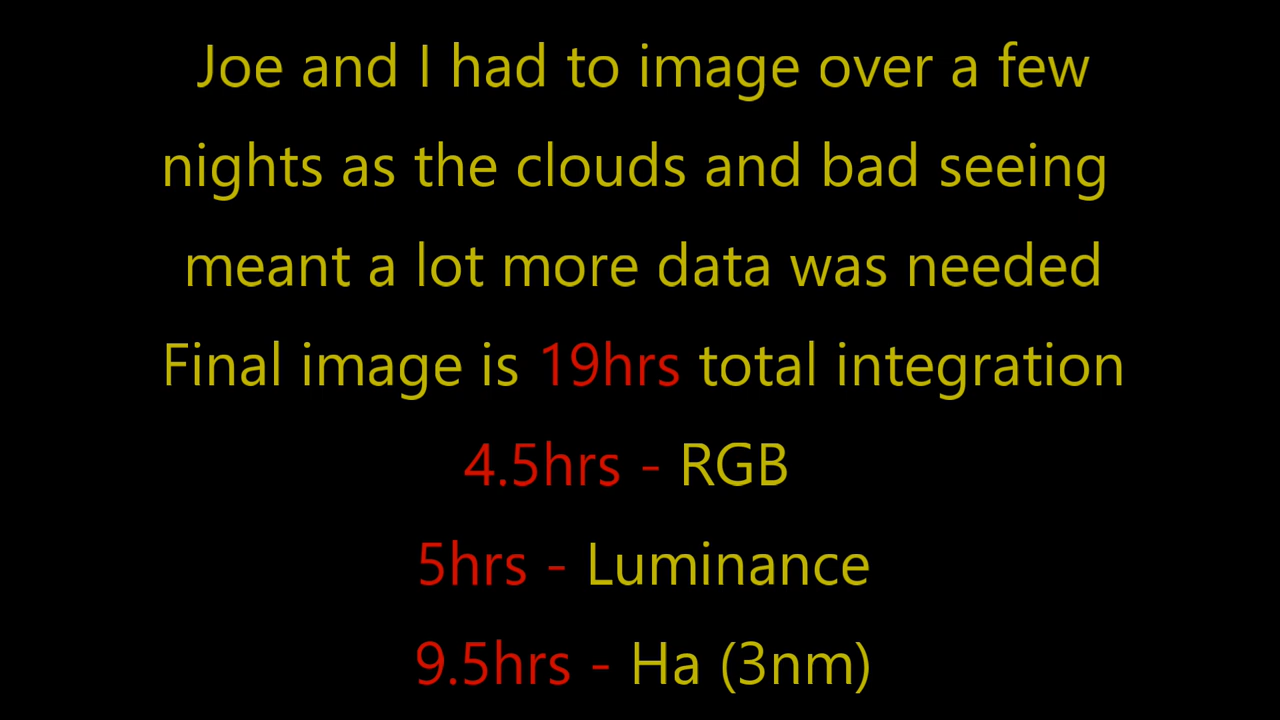 Joe and I had to image over a few
nights as the clouds and bad seeing
meant a lot more data was needed
Final image is 19hrs total integration
4.5hrs - RGB
5hrs - Luminance
9.5hrs - Ha (3nm)